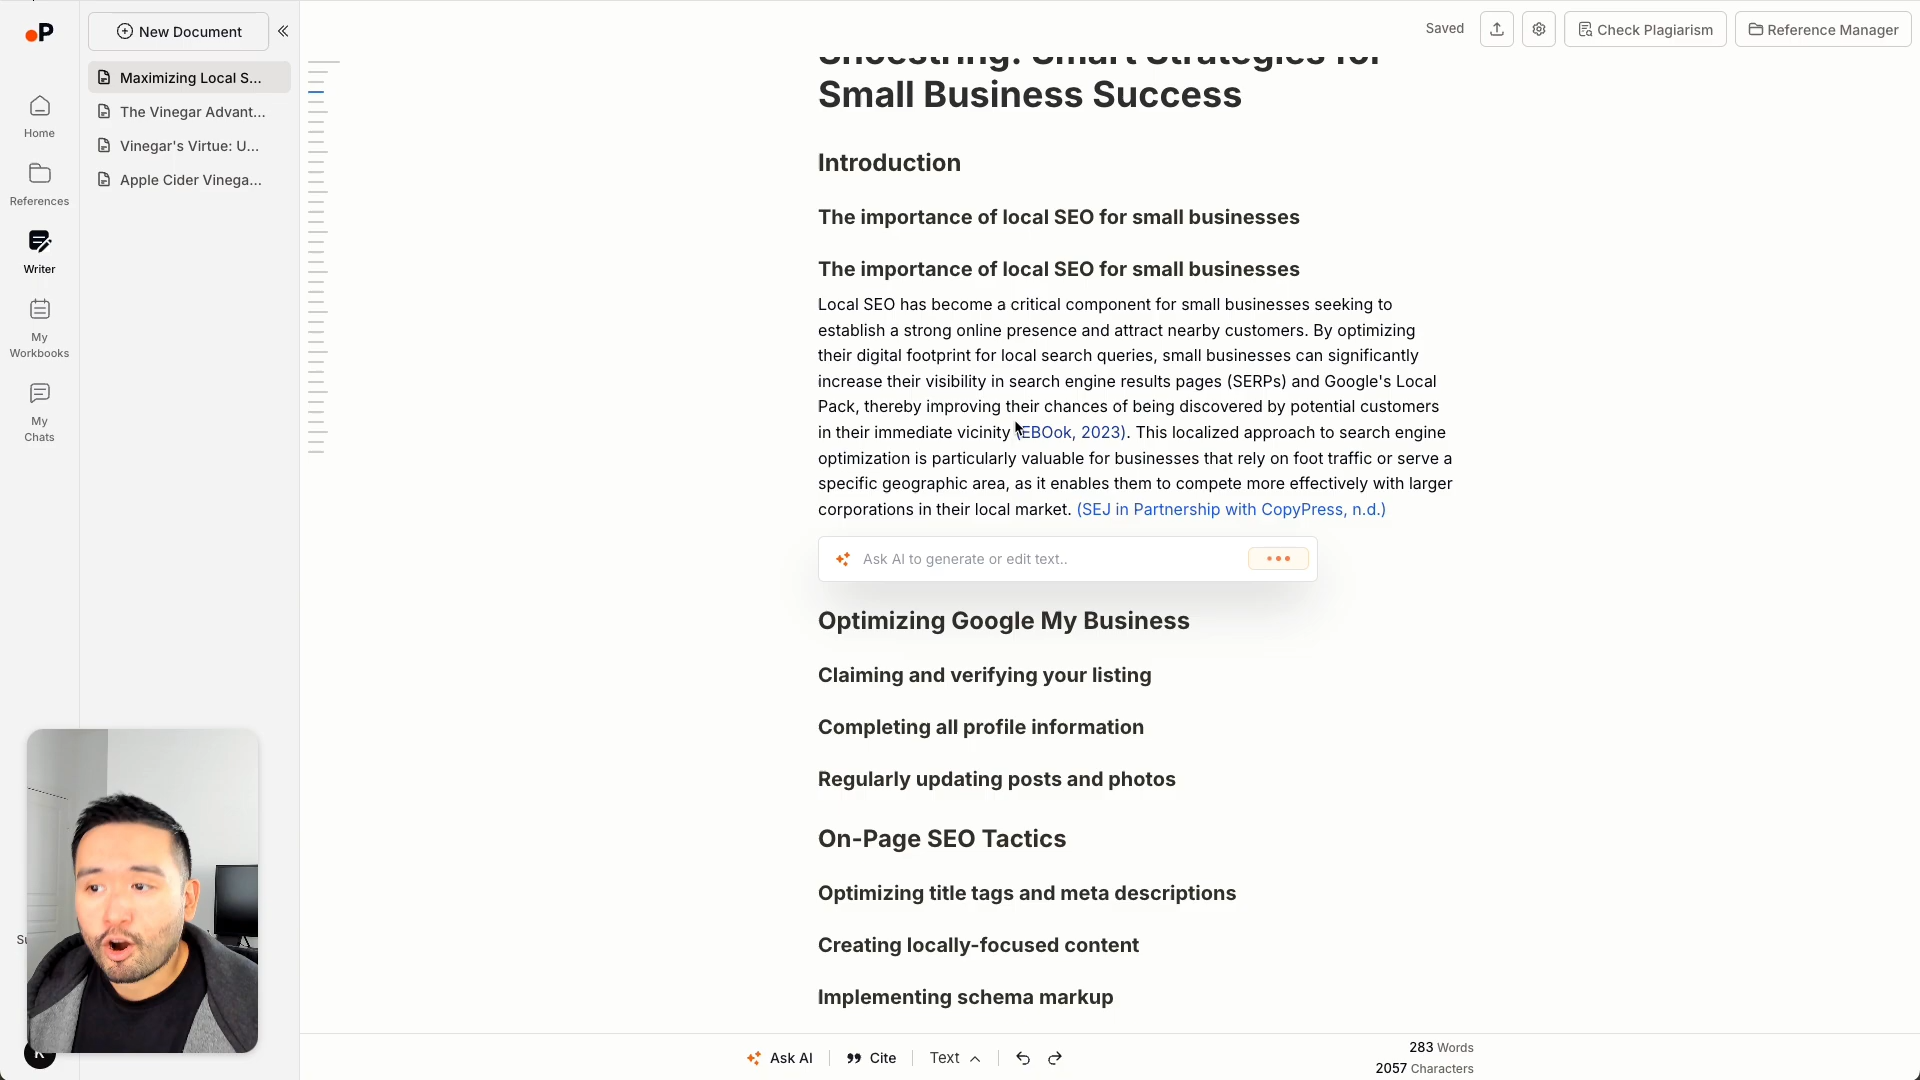 P
New Document
Maximizing Local S...
The Vinegar Advant...
Vinegar's Virtue: U...
Apple Cider Vinega...
Home
References
Writer
My
Workbooks
My
Chats
Saved
Check Plagiarism
Reference Manager
Shoestring: Smart Strategies for
Small Business Success
Introduction
The importance of local SEO for small businesses
The importance of local SEO for small businesses
Local SEO has become a critical component for small businesses seeking to
establish a strong online presence and attract nearby customers. By optimizing
their digital footprint for local search queries, small businesses can significantly
increase their visibility in search engine results pages (SERPs) and Google's Local
Pack, thereby improving their chances of being discovered by potential customers
in their immediate vicinity (EBOok, 2023). This localized approach to search engine
optimization is particularly valuable for businesses that rely on foot traffic or serve a
specific geographic area, as it enables them to compete more effectively with larger
corporations in their local market. (SEJ in Partnership with CopyPress, n.d.)
Ask AI to generate or edit text..
Optimizing Google My Business
Claiming and verifying your listing
Completing all profile information
Regularly updating posts and photos
On-Page SEO Tactics
Optimizing title tags and meta descriptions
Creating locally-focused content
Implementing schema markup
Ask AI
Cite
Text
283 Words
2057 Characters